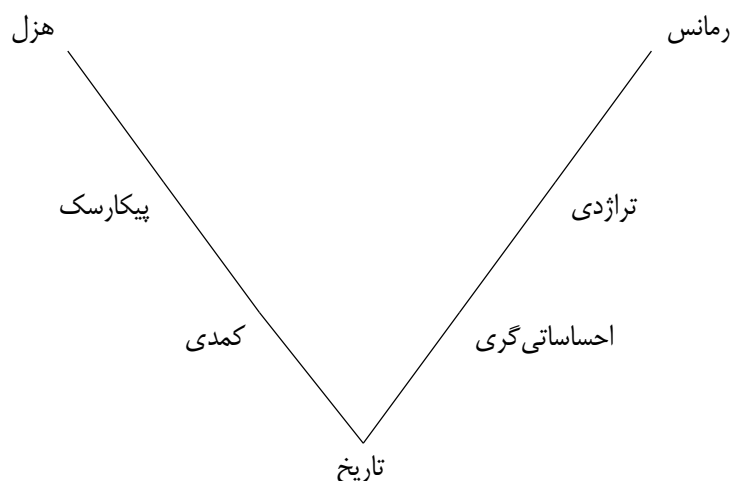 رمانس
هزل
تراژدی
پیکارسک
احساساتی‌گری
کمدی
تاریخ